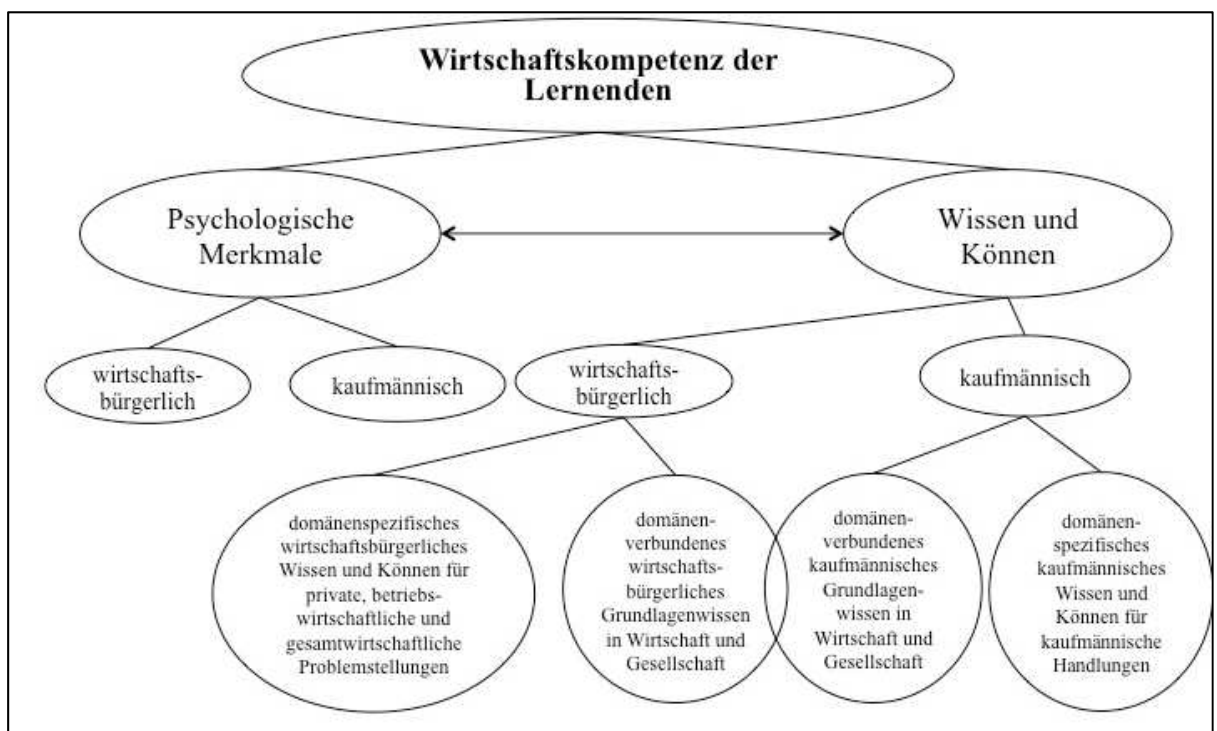 Wirtschaftskompetenz der
Lernenden
Psychologische
Merkmale
Wissen und
Können
wirtschafts-
bürgerlich
kaufmännisch
wirtschafts-
bürgerlich
kaufmännisch
domänenspezifisches
wirtschaftsbürgerliches
Wissen und Können für
private, betriebs-
wirtschaftliche und
gesamtwirtschaftliche
Problemstellungen
domänen-
verbundenes
wirtschafts-
bürgerliches
Grundlagenwissen
in Wirtschaft und
Gesellschaft
domänen-
verbundenes
kaufmännisches
Grundlagen-
wissen in
Wirtschaft und
Gesellschaft
domänen-
spezifisches
kaufmännisches
Wissen und
Können für
kaufmännische
Handlungen